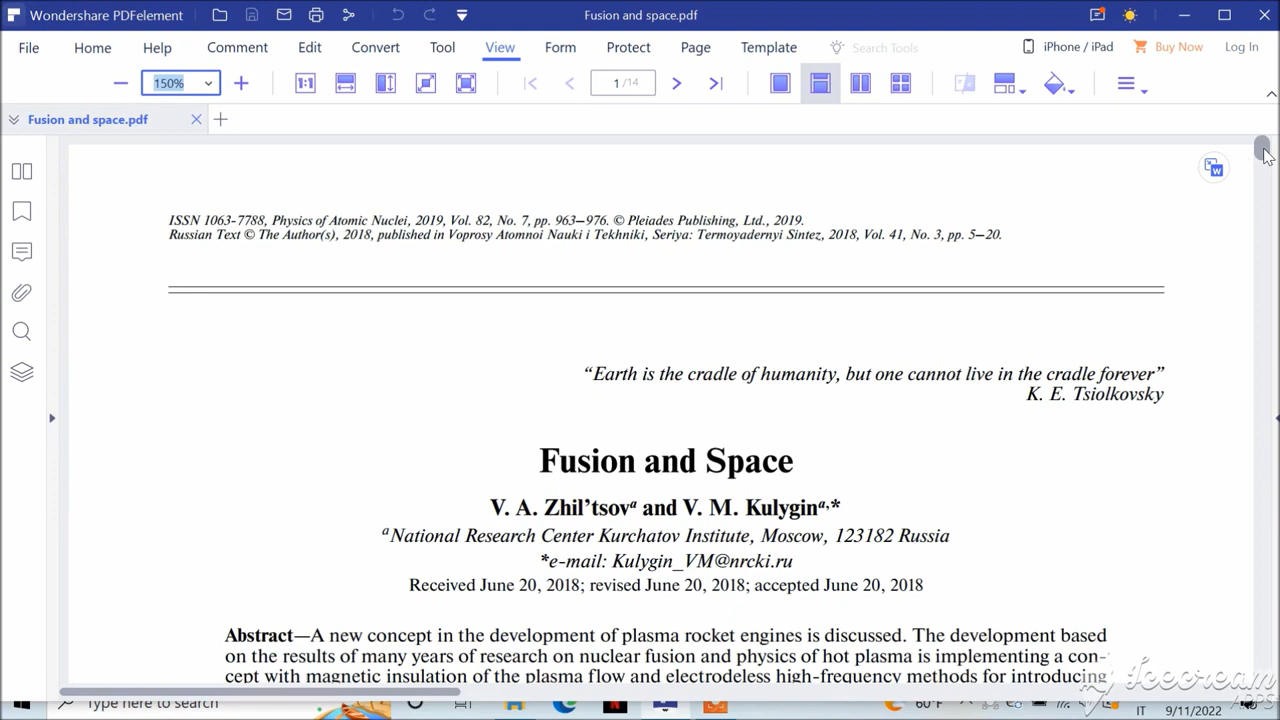 Wondershare PDFelement
Fusion and space.pdf
File Home Help Comment Edit Convert Tool View Form Protect Page Template Search Tools iPhone / iPad Buy Now Log In
150% 1:1 1 /14
Fusion and space.pdf
ISSN 1063-7788, Physics of Atomic Nuclei, 2019, Vol. 82, No. 7, pp. 963–976. © Pleiades Publishing, Ltd., 2019.
Russian Text © The Author(s), 2018, published in Voprosy Atomnoi Nauki i Tekhniki, Seriya: Termoyadernyi Sintez, 2018, Vol. 41, No. 3, pp. 5–20.
“Earth is the cradle of humanity, but one cannot live in the cradle forever”
K. E. Tsiolkovsky
Fusion and Space
V. A. Zhil’tsovᵃ and V. M. Kulyginᵃ,*
ᵃNational Research Center Kurchatov Institute, Moscow, 123182 Russia
*e-mail: Kulygin_VM@nrcki.ru
Received June 20, 2018; revised June 20, 2018; accepted June 20, 2018
Abstract—A new concept in the development of plasma rocket engines is discussed. The development based
on the results of many years of research on nuclear fusion and physics of hot plasma is implementing a con-
cept with magnetic insulation of the plasma flow and electrodeless high-frequency methods for introducing
Icecream
APPS
Type here to search
60°F
IT
9/11/2022